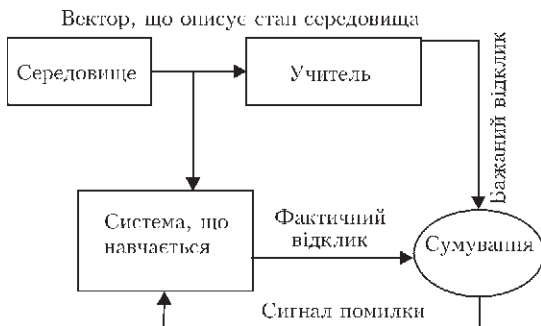 Вектор, що описує стан середовища
Середовище
Учитель
Бажаний відклик
Система, що
навчається
Фактичний
відклик
Сумування
Сигнал помилки